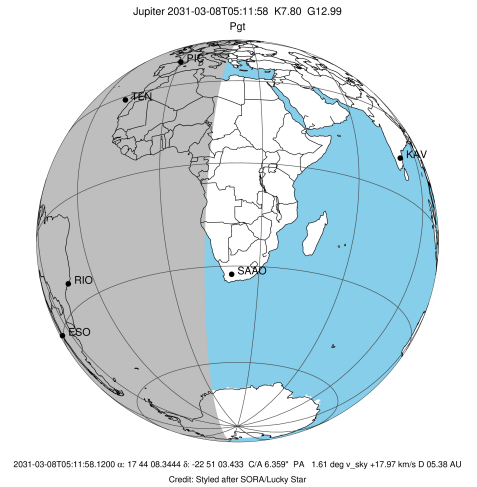 Jupiter 2031-03-08T05:11:58 K7.80 G12.99
Pgt
PIC
TEN
KAV
SAAO
RIO
ESO
2031-03-08T05:11:58.1200 α: 17 44 08.3444 δ: -22 51 03.433 C/A 6.359" PA 1.61 deg v_sky +17.97 km/s D 05.38 AU
Credit: Styled after SORA/Lucky Star